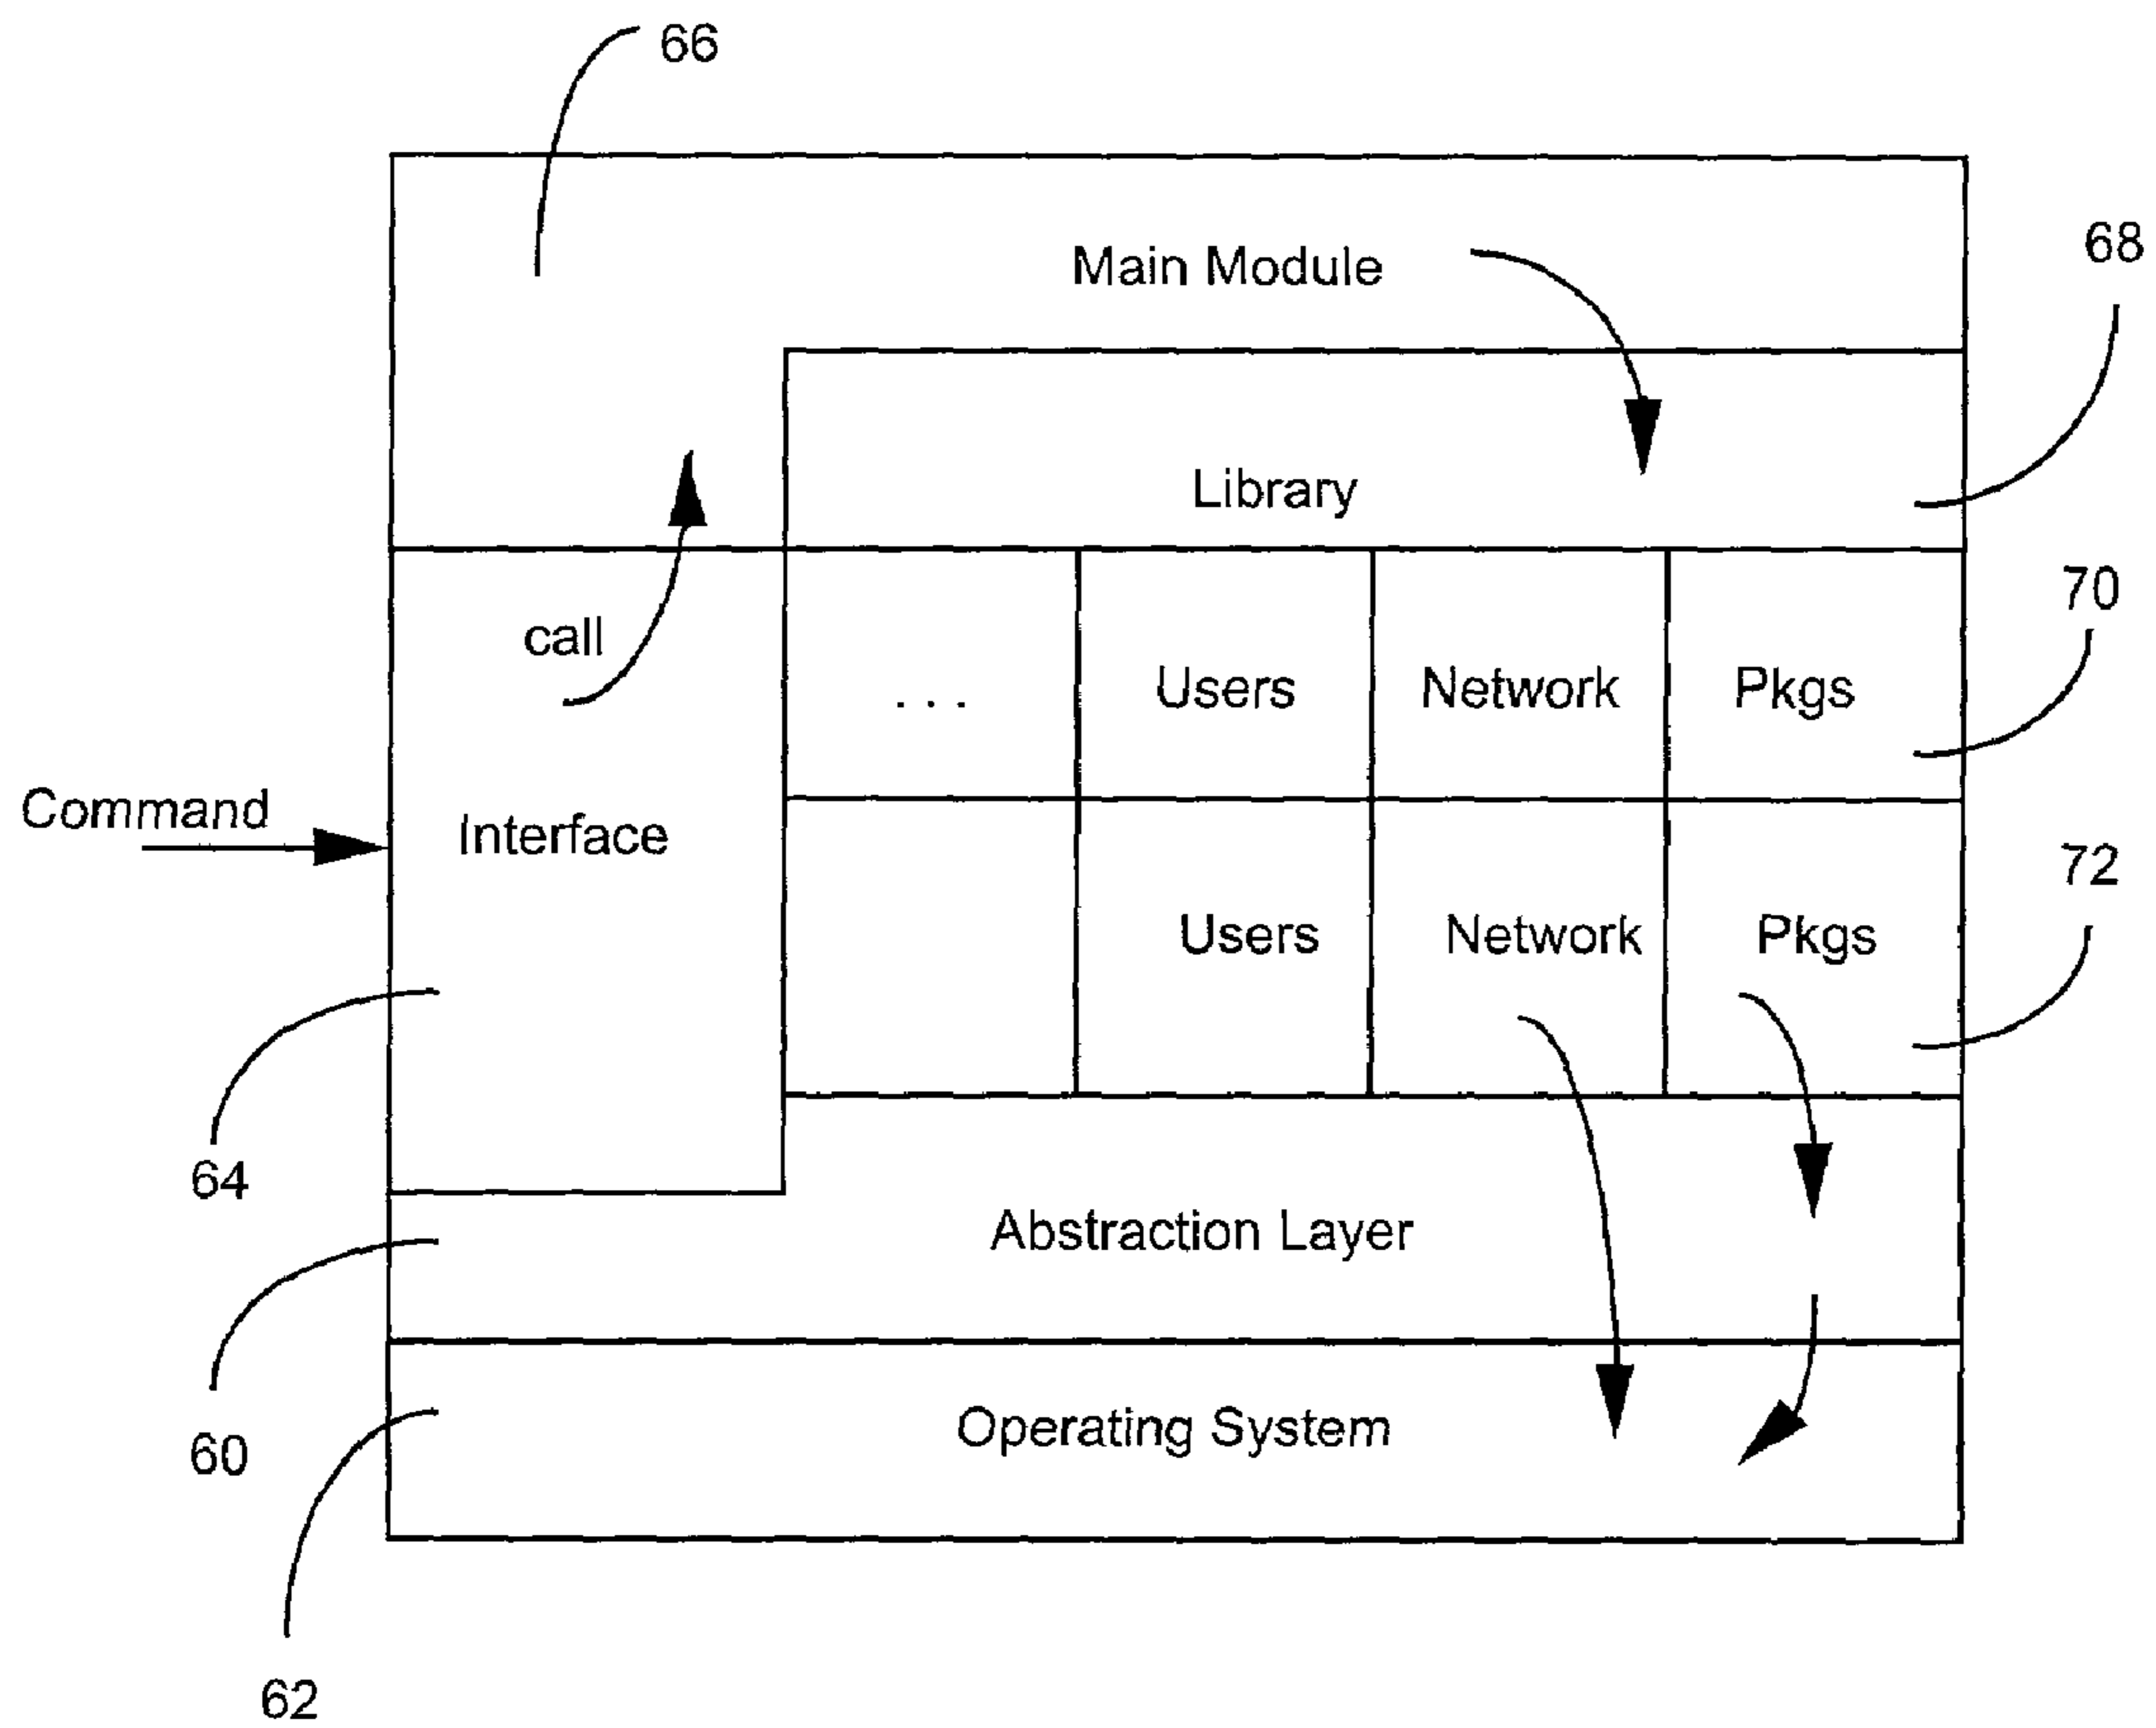 66
Main Module
68
Library
call
70
. . . Users Network Pkgs
Command
Interface
72
Users Network Pkgs
64
Abstraction Layer
60
Operating System
62